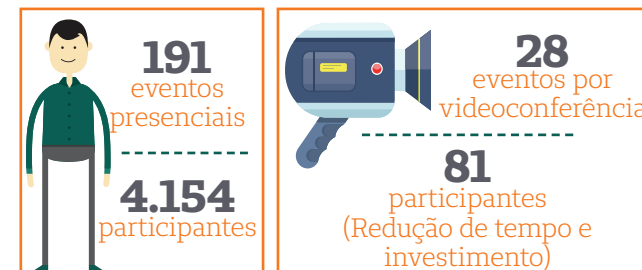 191
eventos
presenciais
4.154
participantes
28
eventos por
videoconferência
81
participantes
(Redução de tempo e
investimento)